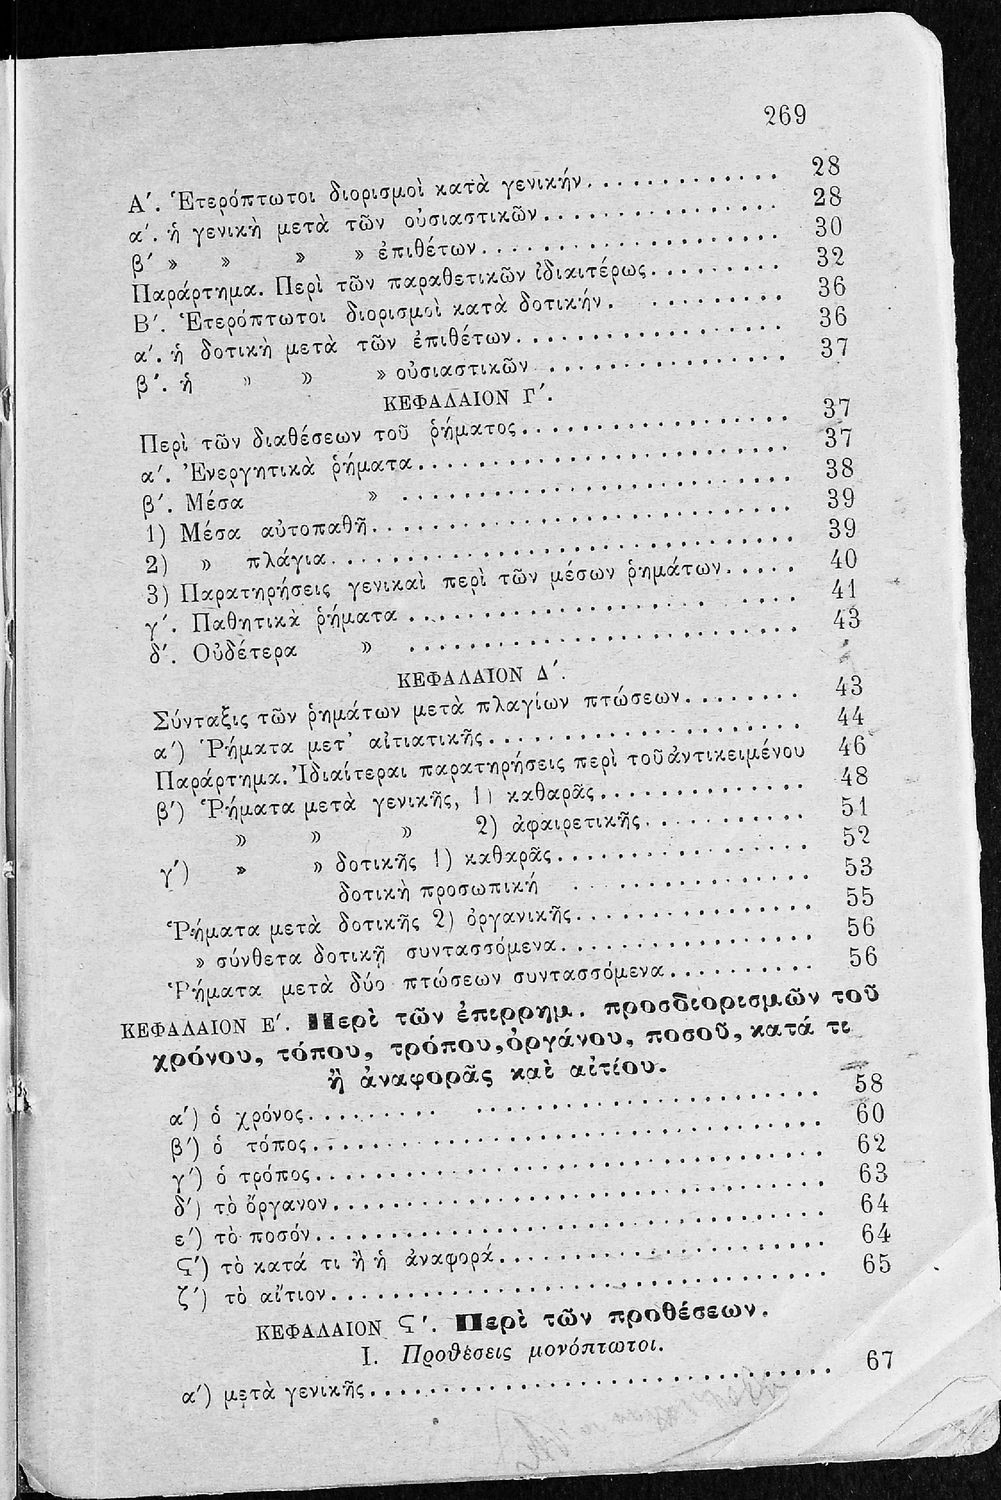 269
Α΄. Ἑτερόπτωτοι διορισμοὶ κατὰ γενικήν............. 28
α΄. ἡ γενικὴ μετὰ τῶν οὐσιαστικῶν................ 28
β΄ » » » » ἐπιθέτων.................... 30
Παράρτημα. Περὶ τῶν παραθετικῶν ἰδιαιτέρως........ 32
Β΄. Ἑτερόπτωτοι διορισμοὶ κατὰ δοτικήν. ......... 36
α΄. ἡ δοτικὴ μετὰ τῶν ἐπιθέτων.................. 36
β΄. ἡ » » » οὐσιαστικῶν ................ 37
ΚΕΦΑΛΑΙΟΝ Γ΄.
Περὶ τῶν διαθέσεων τοῦ ῥήματος.................. 37
α΄. Ἐνεργητικὰ ῥήματα......................... 37
β΄. Μέσα » ......................... 38
1) Μέσα αὐτοπαθῆ............................ 39
2) » πλάγια............................... 39
3) Παρατηρήσεις γενικαὶ περὶ τῶν μέσων ῥημάτων..... 40
γ΄. Παθητικὰ ῥήματα ................... .... 41
δ΄. Οὐδέτερα » ......................... 43
ΚΕΦΑΛΑΙΟΝ Δ΄.
Σύνταξις τῶν ῥημάτων μετὰ πλαγίων πτώσεων........ 43
α΄) Ῥήματα μετ' αἰτιατικῆς..................... 44
Παράρτημα. Ἰδιαίτεραι παρατηρήσεις περὶ τοῦ ἀντικειμένου 46
β΄) Ῥήματα μετὰ γενικῆς, 1) καθαρᾶς.............. 48
» » » 2) ἀφαιρετικῆς........... 51
γ΄) » » δοτικῆς 1) καθαρᾶς................ 52
δοτικὴ προσωπική ............... 53
Ῥήματα μετὰ δοτικῆς 2) ὀργανικῆς................ 55
» σύνθετα δοτικῇ συντασσόμενα................. 56
Ῥήματα μετὰ δύο πτώσεων συντασσόμενα.......... 56
ΚΕΦΑΛΑΙΟΝ Ε΄. Περὶ τῶν ἐπιρρημ. προσδιορισμῶν τοῦ
χρόνου, τόπου, τρόπου, ὀργάνου, ποσοῦ, κατά τι
ἢ ἀναφορᾶς καὶ αἰτίου.
α΄) ὁ χρόνος......... .................... 58
β΄) ὁ τόπος................................ 60
γ΄) ὁ τρόπος................................ 62
δ΄) τὸ ὄργανον............................... 63
ε΄) τὸ ποσόν................................ 64
Ϛ΄) τὸ κατά τι ἢ ἡ ἀναφορά..................... 64
ζ΄) τὸ αἴτιον................................ 65
ΚΕΦΑΛΑΙΟΝ Ϛ΄. Περὶ τῶν προθέσεων.
Ι. Προθέσεις μονόπτωτοι.
α΄) μετὰ γενικῆς.............................. 67